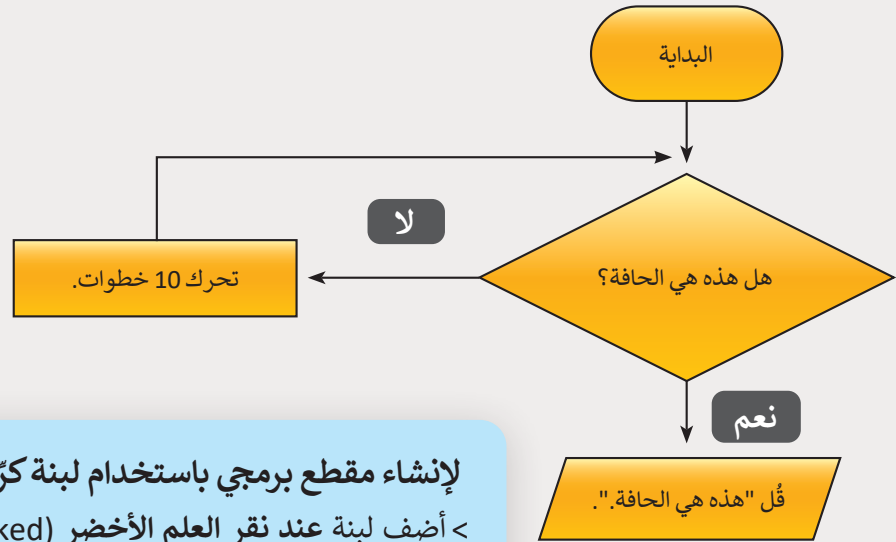 البداية
لا
هل هذه هي الحافة؟
تحرك 10 خطوات.
نعم
قُل "هذه هي الحافة.".
لإنشاء مقطع برمجي باستخدام لبنة
> أضف لبنة عند نقر العلم الأخضر